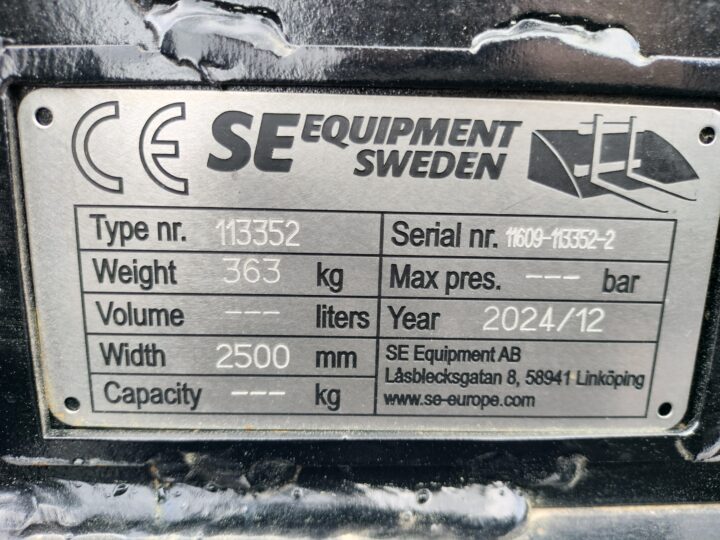 CE SE EQUIPMENT
SWEDEN
Type nr. 113352
Weight 363 kg
Volume --- liters
Width 2500 mm
Capacity --- kg
Serial nr. 11609-113352-2
Max pres. --- bar
Year 2024/12
SE Equipment AB
Låsblecksgatan 8, 58941 Linköping
www.se-europe.com